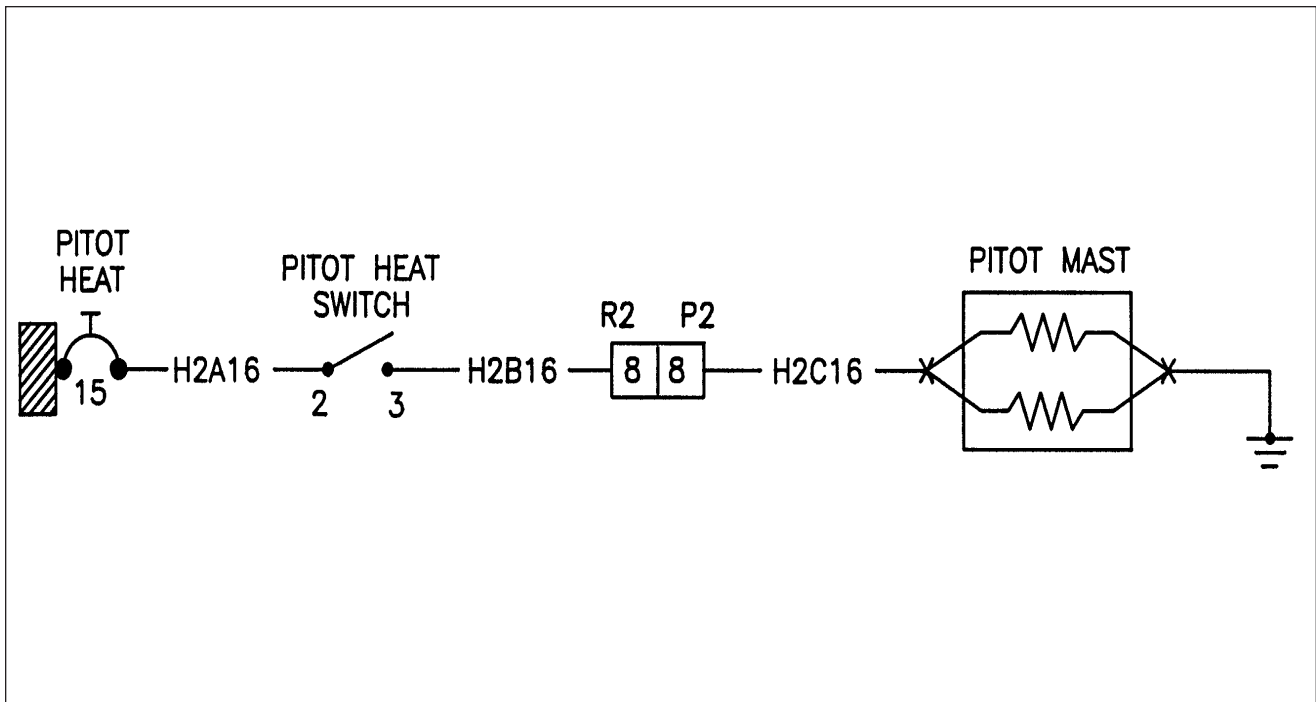 PITOT
HEAT
15
H2A16
PITOT HEAT
SWITCH
2
3
H2B16
R2
P2
8
8
H2C16
PITOT MAST